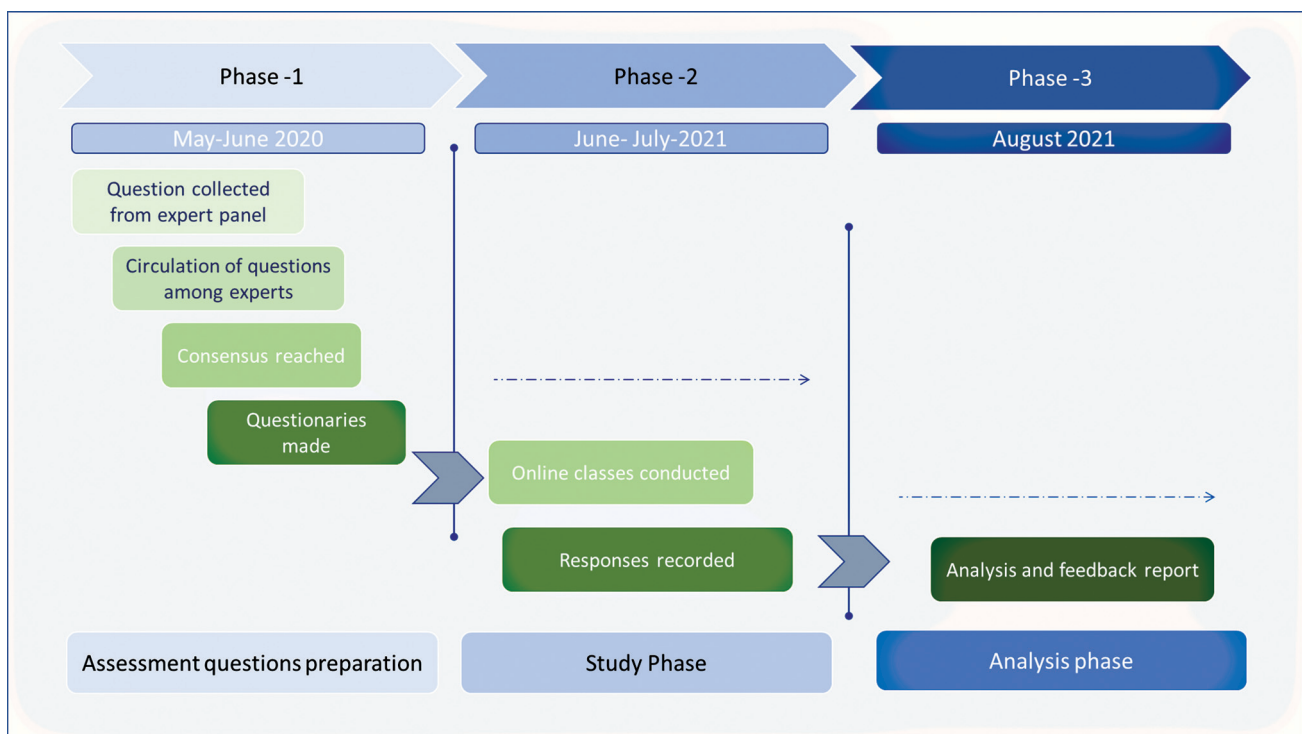 Phase -1
Phase -2
Phase -3
May-June 2020
June- July-2021
August 2021
Question collected
from expert panel
Circulation of questions
among experts
Consensus reached
Questionaries
made
Online classes conducted
Responses recorded
Analysis and feedback report
Assessment questions preparation
Study Phase
Analysis phase